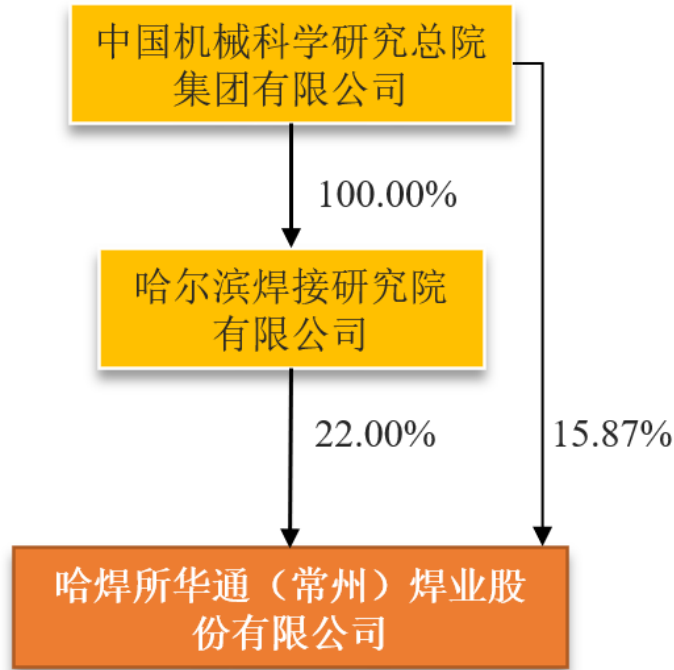 中国机械科学研究总院
集团有限公司
100.00%
哈尔滨焊接研究院
有限公司
22.00%
15.87%
哈焊所华通（常州）焊业股
份有限公司